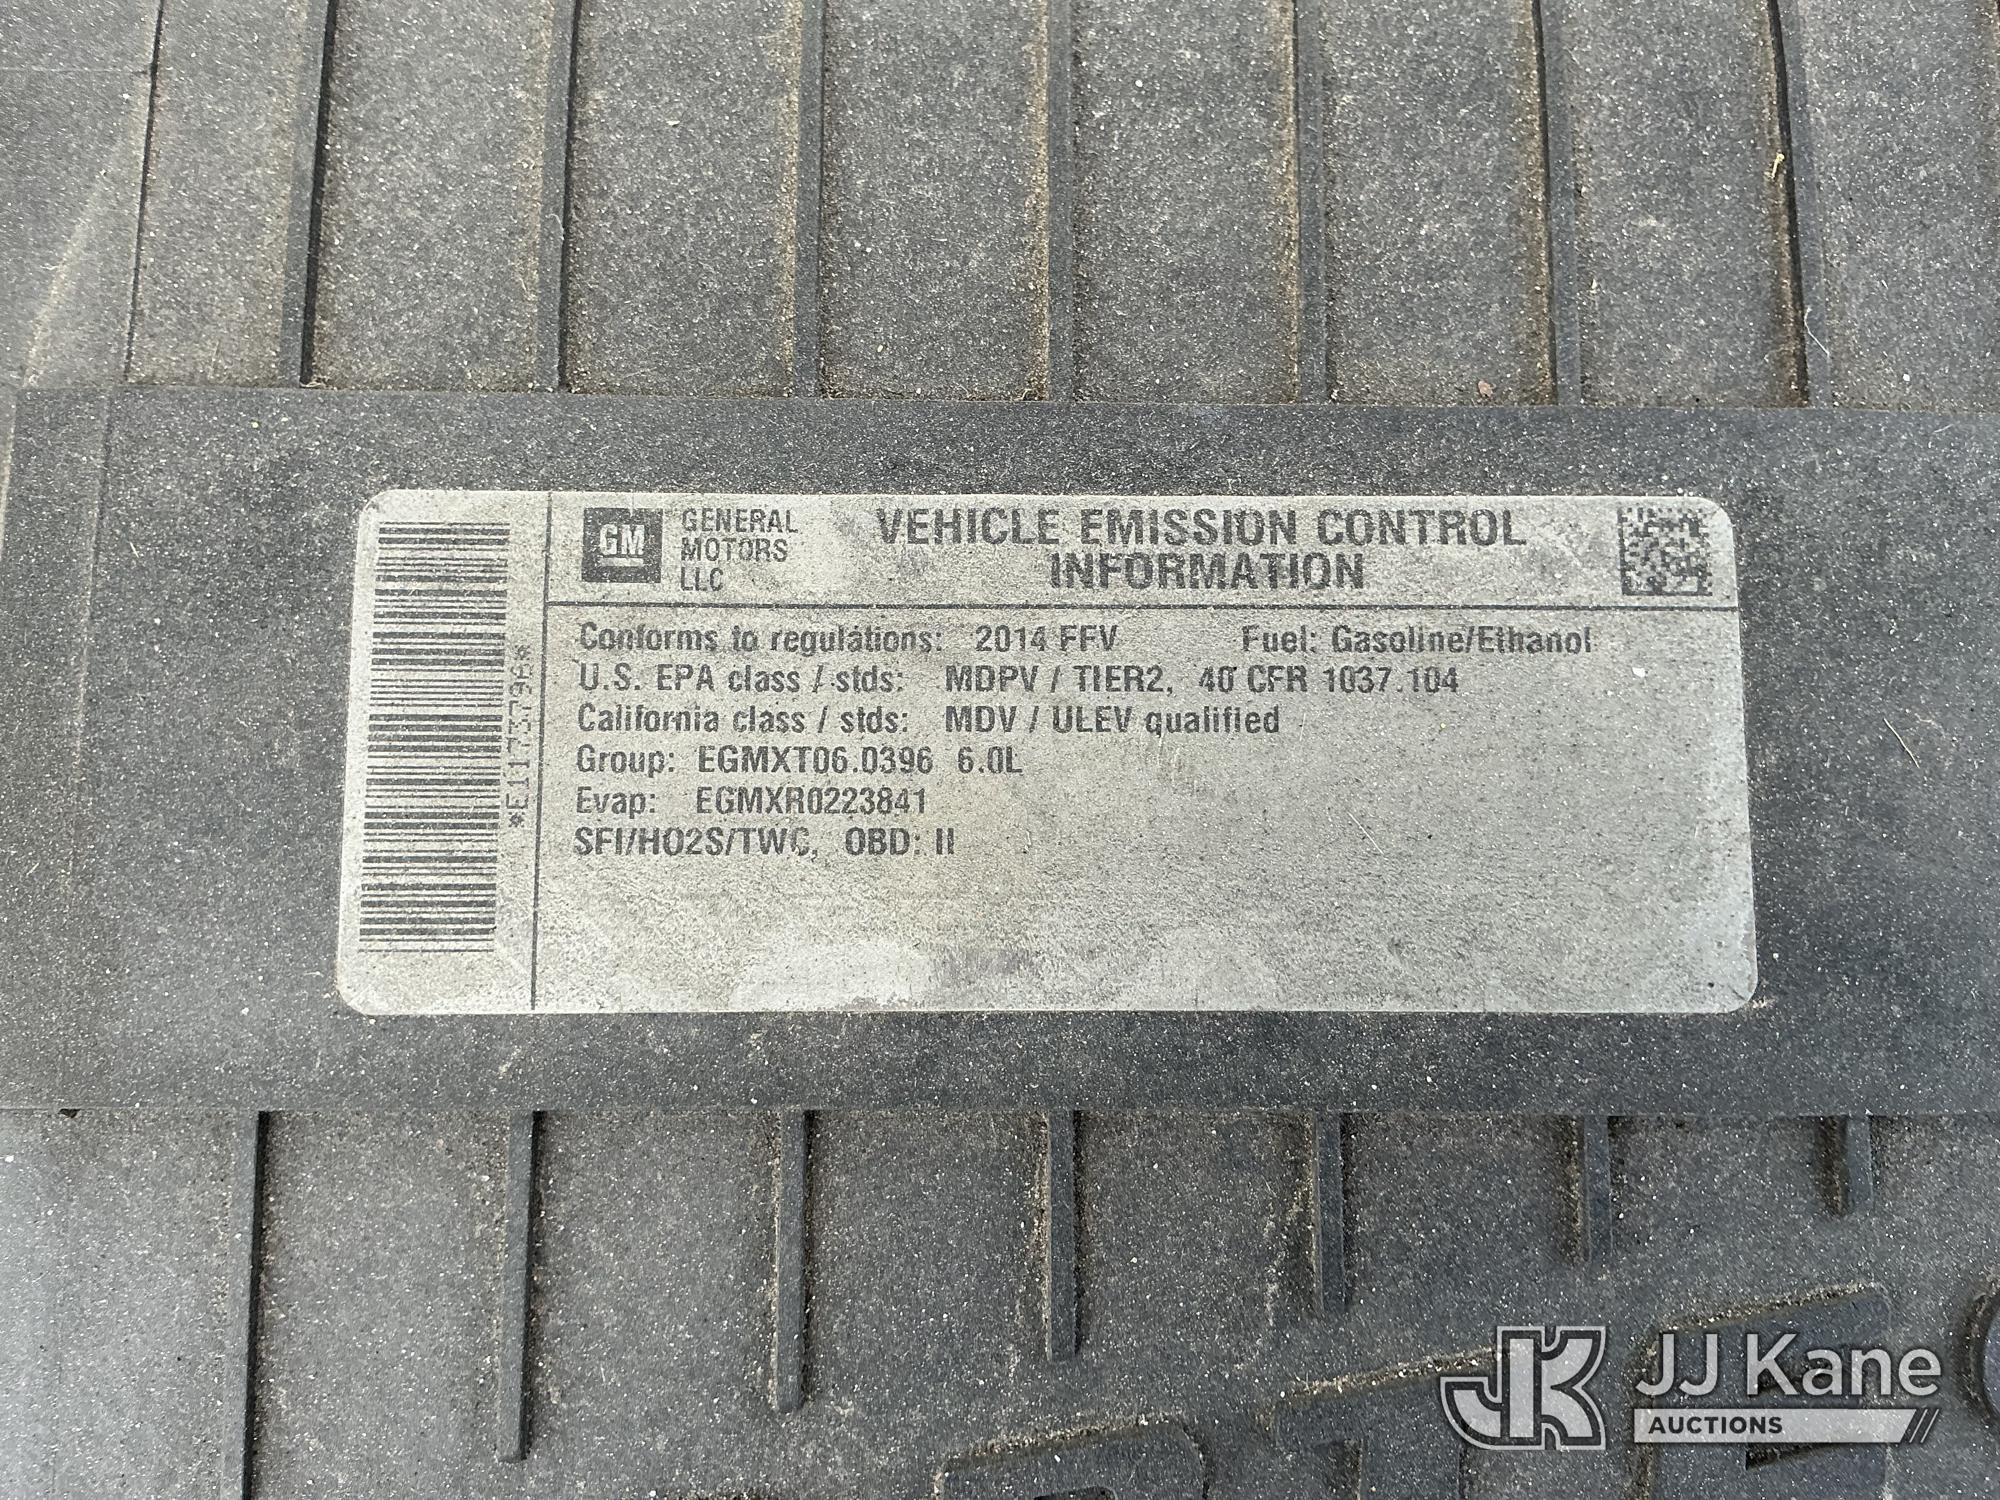 GM
GENERAL
MOTORS
LLC
VEHICLE EMISSION CONTROL
INFORMATION
Conforms to regulations: 2014 FFV Fuel: Gasoline/Ethanol
U.S. EPA class / stds: MDPV / TIER2, 40 CFR 1037.104
California class / stds: MDV / ULEV qualified
Group: EGMXT06.0396 6.0L
Evap: EGMXR0223841
SFI/HO2S/TWC, OBD: II
*E117379A*
JK
JJ Kane
AUCTIONS